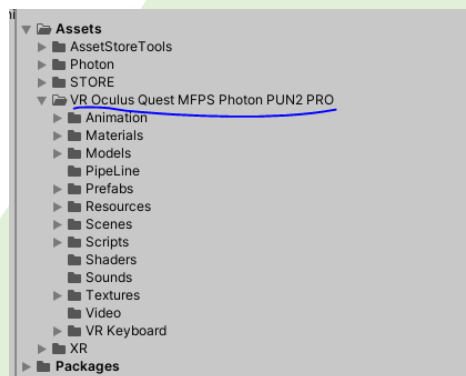 Assets
AssetStoreTools
Photon
STORE
VR Oculus Quest MFPS Photon PUN2 PRO
Animation
Materials
Models
PipeLine
Prefabs
Resources
Scenes
Scripts
Shaders
Sounds
Textures
Video
VR Keyboard
XR
Packages